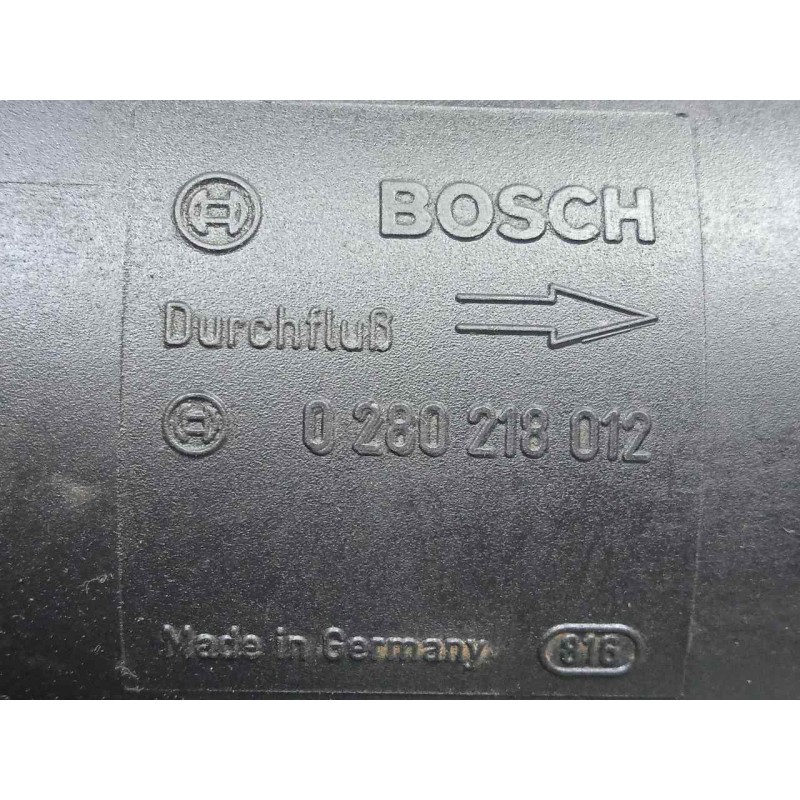 BOSCH
Durchfluß
0 280 218 012
Made in Germany 816